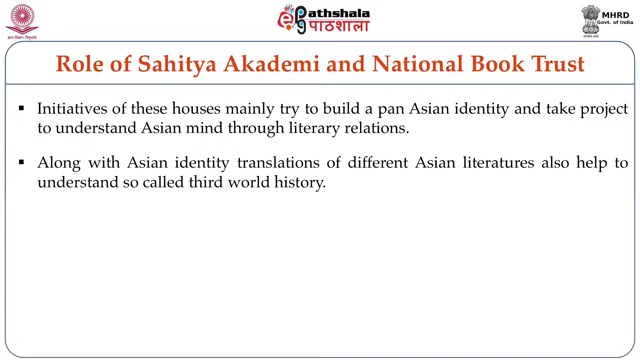 Pathshala
पाठशाला
MHRD
Govt. of India
Role of Sahitya Akademi and National Book Trust
▪ Initiatives of these houses mainly try to build a pan Asian identity and take project
to understand Asian mind through literary relations.
▪ Along with Asian identity translations of different Asian literatures also help to
understand so called third world history.